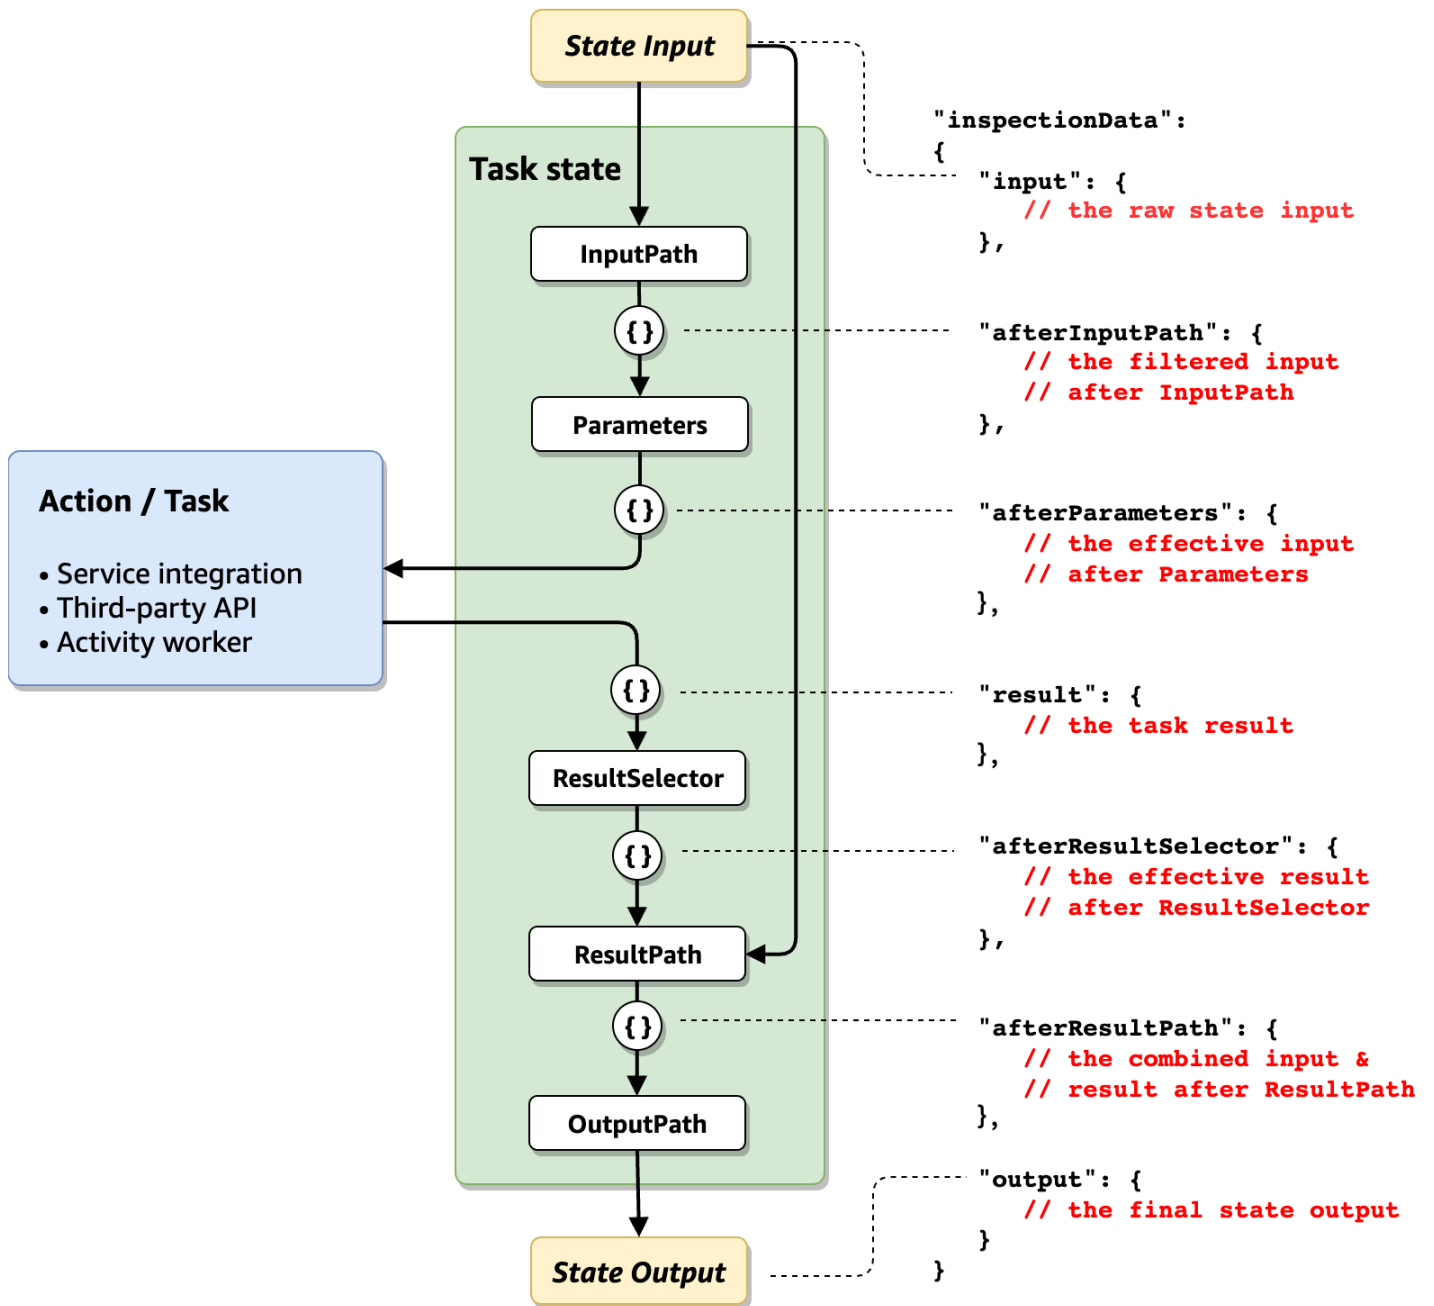 State Input
Task state
InputPath
{ }
Parameters
{ }
Action / Task
• Service integration
• Third-party API
• Activity worker
{ }
ResultSelector
{ }
ResultPath
{ }
OutputPath
State Output
"inspectionData":
{
"input": {
// the raw state input
},
"afterInputPath": {
// the filtered input
// after InputPath
},
"afterParameters": {
// the effective input
// after Parameters
},
"result": {
// the task result
},
"afterResultSelector": {
// the effective result
// after ResultSelector
},
"afterResultPath": {
// the combined input &
// result after ResultPath
},
"output": {
// the final state output
}
}